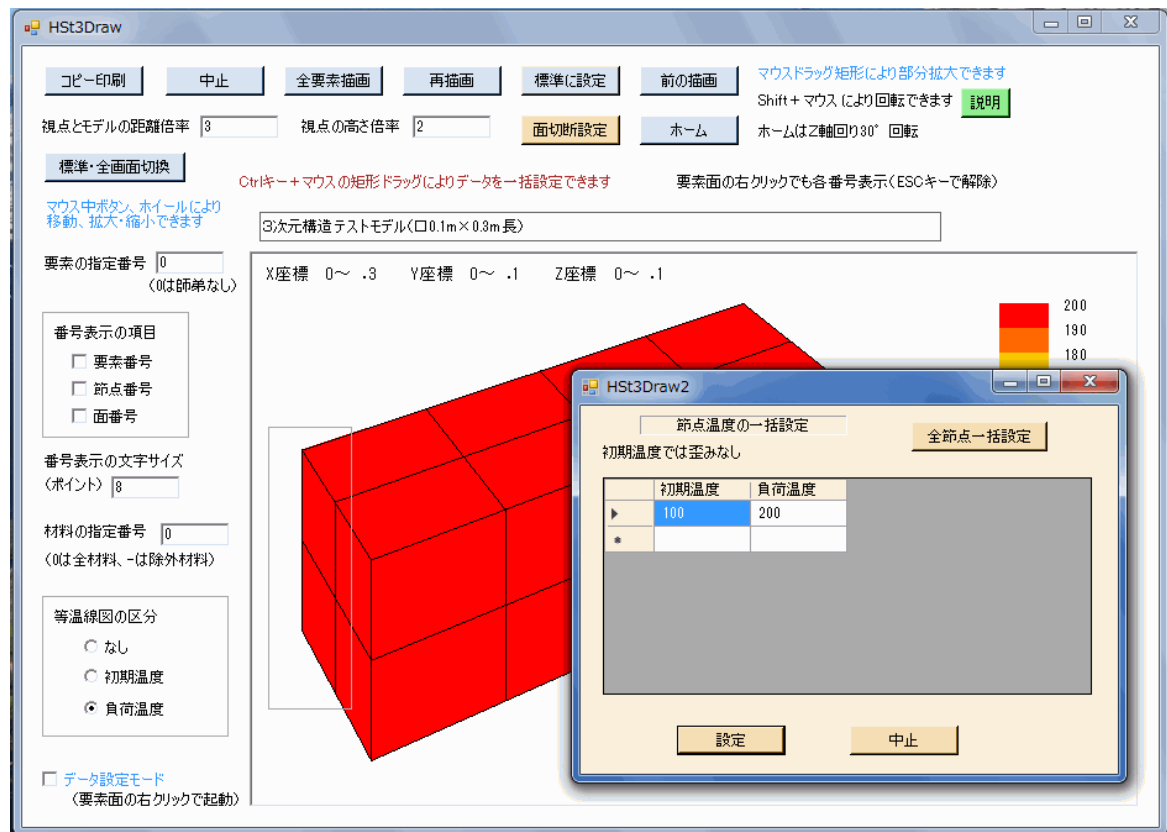 HSt3Draw
コピー印刷 中止 全要素描画 再描画 標準に設定 前の描画
マウスドラッグ矩形により部分拡大できます
Shift+マウスにより回転できます 説明
視点とモデルの距離倍率 3 視点の高さ倍率 2 面切断設定 ホーム ホームはZ軸回り30° 回転
標準・全画面切換
Ctrlキー+マウスの矩形ドラッグによりデータを一括設定できます
要素面の右クリックでも各番号表示(ESCキーで解除)
マウス中ボタン、ホイールにより
移動、拡大・縮小できます
3次元構造テストモデル(口0.1m×0.3m長)
要素の指定番号 0
(0は師弟なし)
X座標 0~ .3 Y座標 0~ .1 Z座標 0~ .1
200
190
180
番号表示の項目
要素番号
節点番号
面番号
番号表示の文字サイズ
(ポイント) 8
材料の指定番号 0
(0は全材料、-は除外材料)
等温線図の区分
なし
初期温度
負荷温度
データ設定モード
(要素面の右クリックで起動)
HSt3Draw2
節点温度の一括設定
全節点一括設定
初期温度では歪みなし
初期温度 負荷温度
100 200
設定 中止